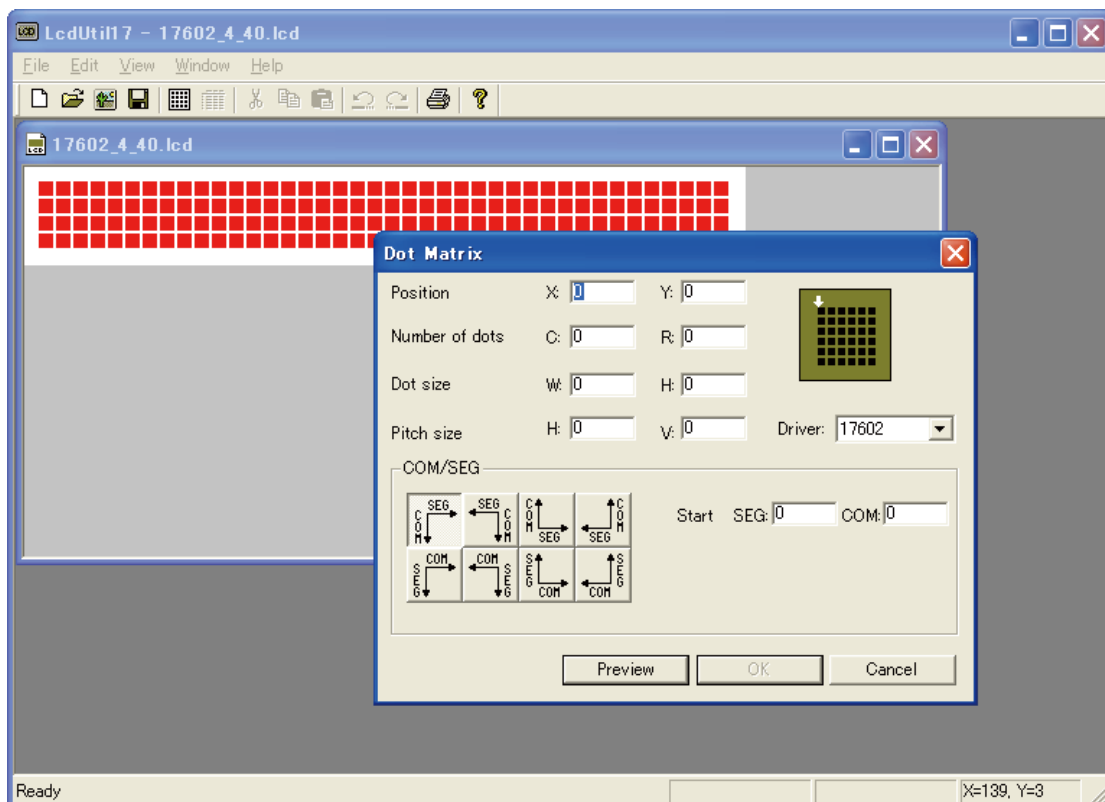 LCD LcdUtil17 - 17602_4_40.lcd
File Edit View Window Help
LCD 17602_4_40.lcd
Dot Matrix
Position X: 0 Y: 0
Number of dots C: 0 R: 0
Dot size W: 0 H: 0
Pitch size H: 0 V: 0 Driver: 17602
COM/SEG
SEG COM
SEG COM
COM SEG
COM SEG
Start SEG: 0 COM: 0
COM SEG
COM SEG
SEG COM
SEG COM
Preview OK Cancel
Ready X=139, Y=3